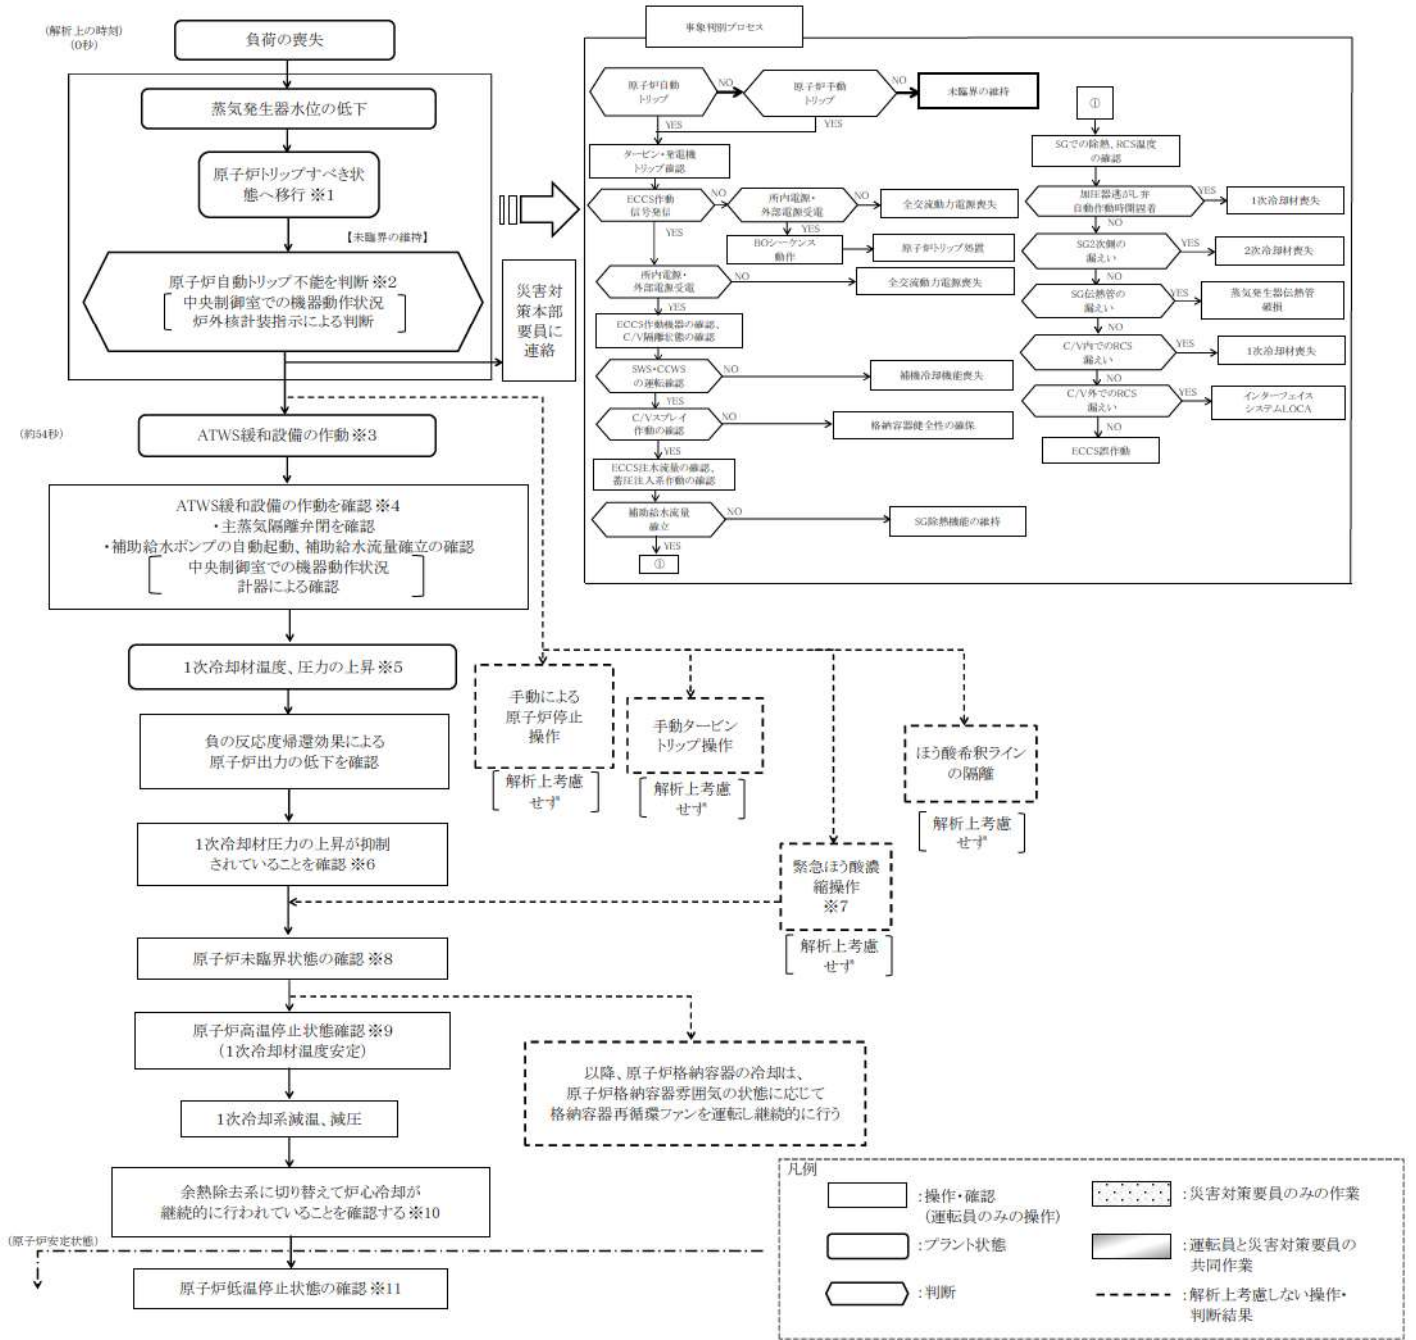 (解析上の時刻)
(0秒)
負荷の喪失
蒸気発生器水位の低下
原子炉トリップすべき状
態へ移行 ※1
【未臨界の維持】
原子炉自動トリップ不能を判断 ※2
中央制御室での機器動作状況
炉外核計装指示による判断
災害対
策本部
要員に
連絡
(約54秒)
ATWS緩和設備の作動 ※3
ATWS緩和設備の作動を確認 ※4
・主蒸気隔離弁閉を確認
・補助給水ポンプの自動起動、補助給水流量確立の確認
中央制御室での機器動作状況
計器による確認
1次冷却材温度、圧力の上昇 ※5
負の反応度帰還効果による
原子炉出力の低下を確認
1次冷却材圧力の上昇が抑制
されていることを確認 ※6
原子炉未臨界状態の確認 ※8
原子炉高温停止状態確認 ※9
(1次冷却材温度安定)
1次冷却系減温、減圧
余熱除去系に切り替えて炉心冷却が
継続的に行われていることを確認する ※10
(原子炉安定状態)
原子炉低温停止状態の確認 ※11
手動による
原子炉停止
操作
解析上考慮
せず
手動タービン
トリップ操作
解析上考慮
せず
緊急ほう酸濃
縮操作
※7
解析上考慮
せず
ほう酸希釈ライン
の隔離
解析上考慮
せず
以降、原子炉格納容器の冷却は、
原子炉格納容器雰囲気の状態に応じて
格納容器再循環ファンを運転し継続的に行う
事象判別プロセス
原子炉自動
トリップ
NO
原子炉手動
トリップ
NO
未臨界の維持
YES
YES
タービン・発電機
トリップ確認
ECCS作動
信号発信
NO
所内電源・
外部電源受電
NO
全交流動力電源喪失
YES
YES
BOシーケンス
動作
原子炉トリップ処置
所内電源・
外部電源受電
NO
全交流動力電源喪失
YES
ECCS作動機器の確認、
C/V隔離状態の確認
SWS・CCWS
の運転確認
NO
補機冷却機能喪失
YES
C/Vスプレイ
作動の確認
NO
格納容器健全性の確保
YES
ECCS注水流量の確認、
蓄圧注入系作動の確認
補助給水流量
確立
NO
SG除熱機能の維持
YES
①
①
SGでの除熱、RCS温度
の確認
加圧器逃がし弁
自動作動時開固着
YES
1次冷却材喪失
NO
SG2次側の
漏えい
YES
2次冷却材喪失
NO
SG伝熱管の
漏えい
YES
蒸気発生器伝熱管
破損
NO
C/V内でのRCS
漏えい
YES
1次冷却材喪失
NO
C/V外でのRCS
漏えい
YES
インターフェイス
システムLOCA
NO
ECCS誤作動
凡例
:操作・確認
(運転員のみの操作)
:プラント状態
:判断
:災害対策要員のみの作業
:運転員と災害対策要員の
共同作業
:解析上考慮しない操作・
判断結果